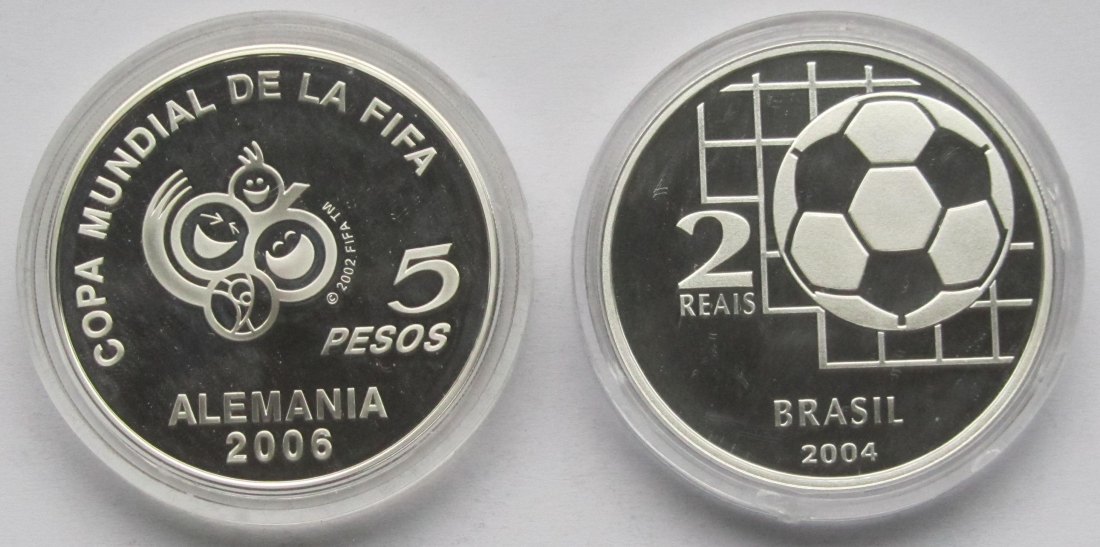 COPA MUNDIAL DE LA FIFA
© 2002 FIFA TM
5
PESOS
ALEMANIA
2006
2
REAIS
BRASIL
2004